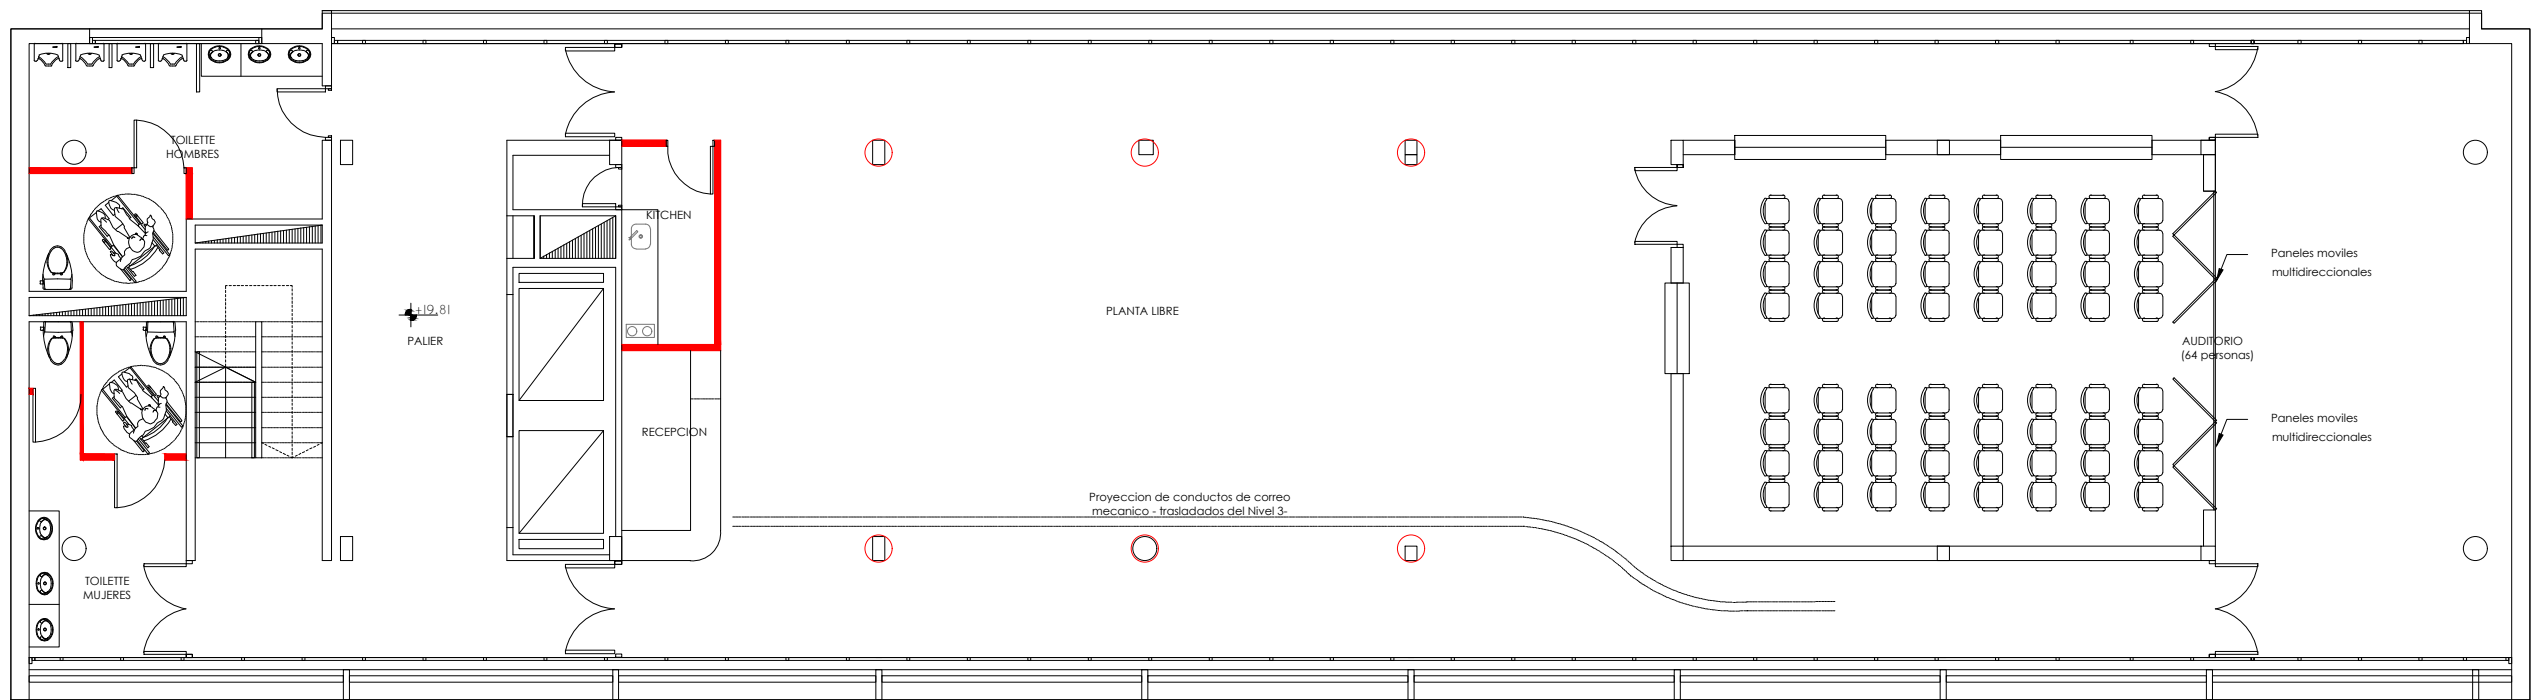 TOILETTE
HOMBRES
KITCHEN
+19.81
PALIER
PLANTA LIBRE
RECEPCION
Proyeccion de conductos de correo
mecanico - trasladados del Nivel 3-
TOILETTE
MUJERES
Paneles moviles
multidireccionales
AUDITORIO
(64 personas)
Paneles moviles
multidireccionales